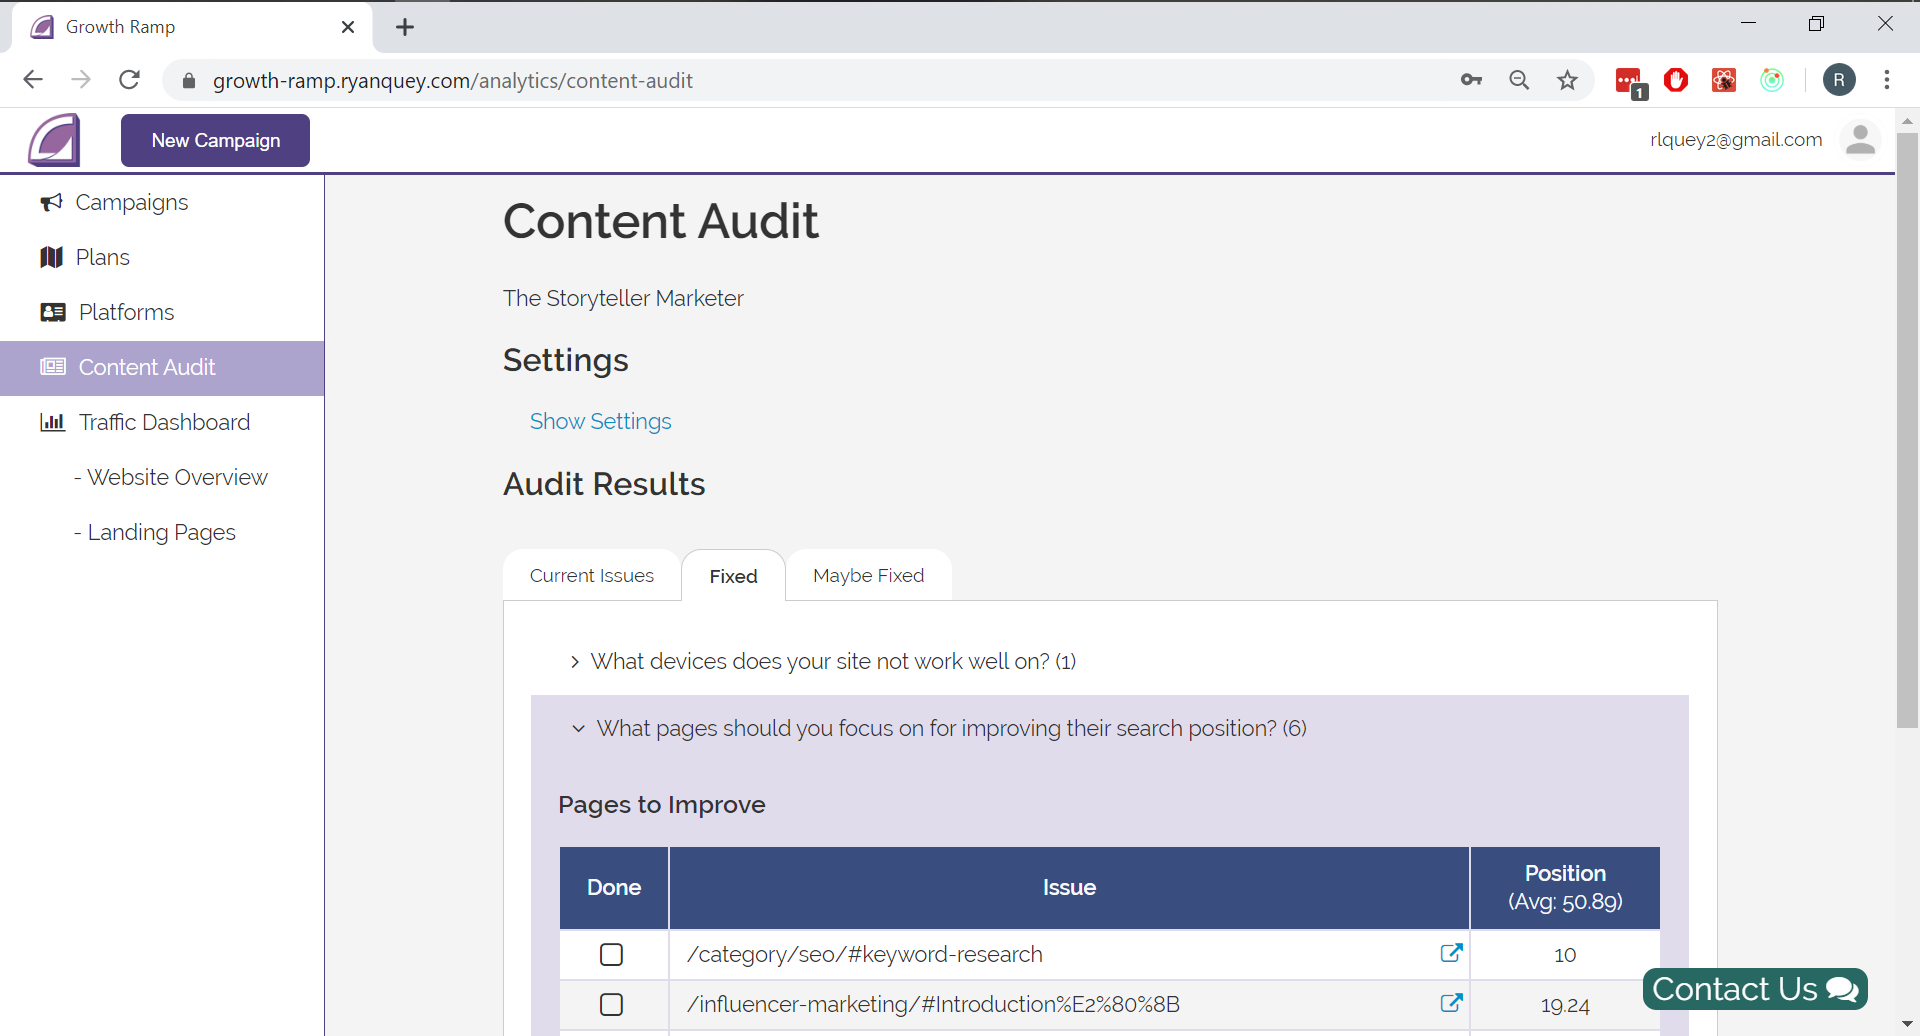 Growth Ramp
growth-ramp.ryanquey.com/analytics/content-audit
1
R
New Campaign
rlquey2@gmail.com
Campaigns
Plans
Platforms
Content Audit
Traffic Dashboard
- Website Overview
- Landing Pages
Content Audit
The Storyteller Marketer
Settings
Show Settings
Audit Results
Current Issues
Fixed
Maybe Fixed
What devices does your site not work well on? (1)
What pages should you focus on for improving their search position? (6)
Pages to Improve
Done
Issue
Position
(Avg: 50.89)
/category/seo/#keyword-research
10
/influencer-marketing/#Introduction%E2%80%8B
19.24
Contact Us